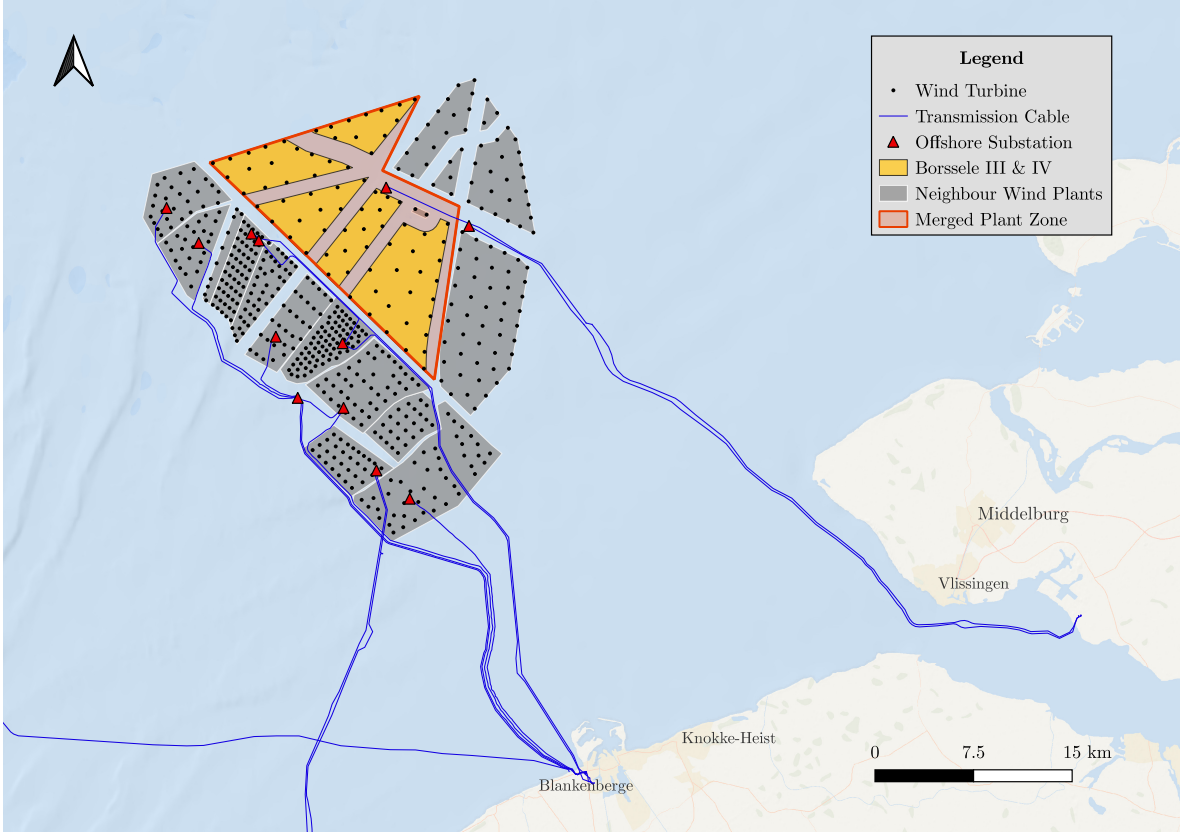 Legend
Wind Turbine
Transmission Cable
Offshore Substation
Borssele III & IV
Neighbour Wind Plants
Merged Plant Zone
Middelburg
Vlissingen
Knokke-Heist
Blankenberge
0 7.5 15 km